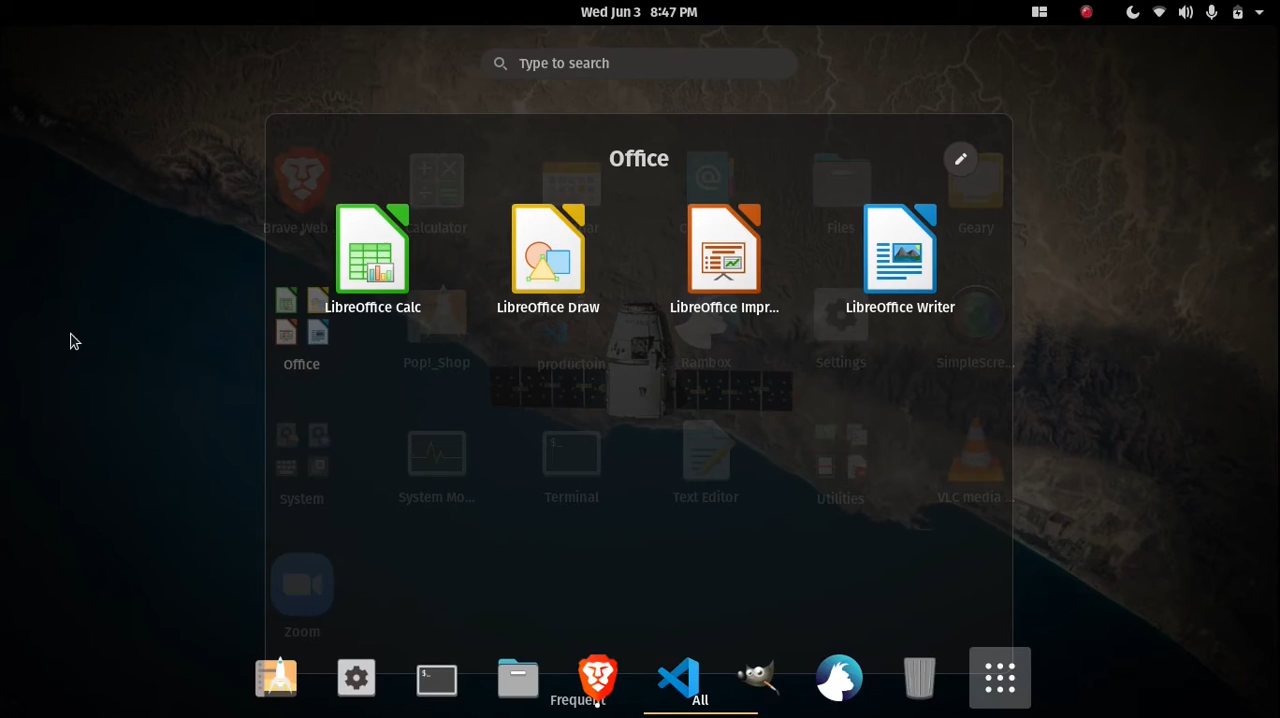 Wed Jun 3 8:47 PM
Type to search
Office
Brave Web
Calculator
Files
Geary
LibreOffice Calc
LibreOffice Draw
LibreOffice Impr...
LibreOffice Writer
Office
Pop!_Shop
productoin
Rambox
Settings
SimpleScre...
System
System Mo...
Terminal
Text Editor
Utilities
VLC media ...
Zoom
Frequent
All